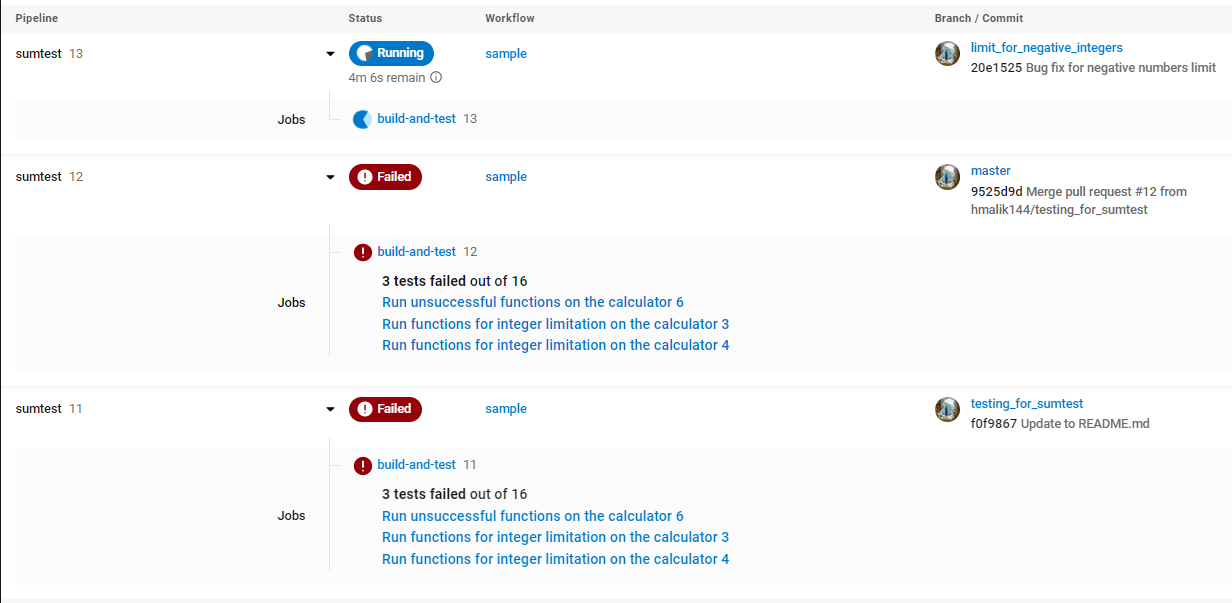 Pipeline Status Workflow Branch / Commit
sumtest 13 Running sample limit_for_negative_integers
4m 6s remain 20e1525 Bug fix for negative numbers limit
Jobs build-and-test 13
sumtest 12 Failed sample master
9525d9d Merge pull request #12 from
hmalik144/testing_for_sumtest
build-and-test 12
3 tests failed out of 16
Jobs Run unsuccessful functions on the calculator 6
Run functions for integer limitation on the calculator 3
Run functions for integer limitation on the calculator 4
sumtest 11 Failed sample testing_for_sumtest
f0f9867 Update to README.md
build-and-test 11
3 tests failed out of 16
Jobs Run unsuccessful functions on the calculator 6
Run functions for integer limitation on the calculator 3
Run functions for integer limitation on the calculator 4